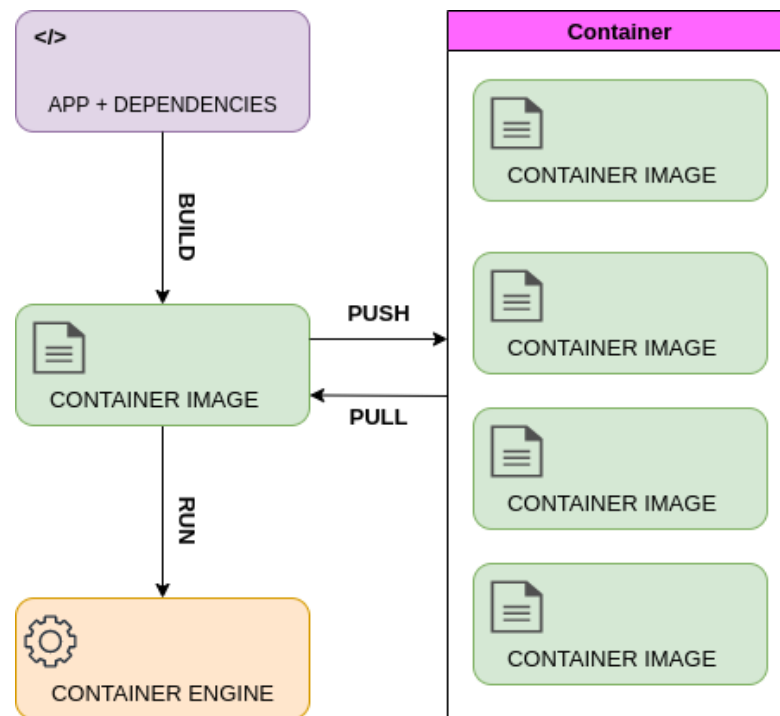 </>
APP + DEPENDENCIES
BUILD
CONTAINER IMAGE
PUSH
PULL
RUN
CONTAINER ENGINE
Container
CONTAINER IMAGE
CONTAINER IMAGE
CONTAINER IMAGE
CONTAINER IMAGE